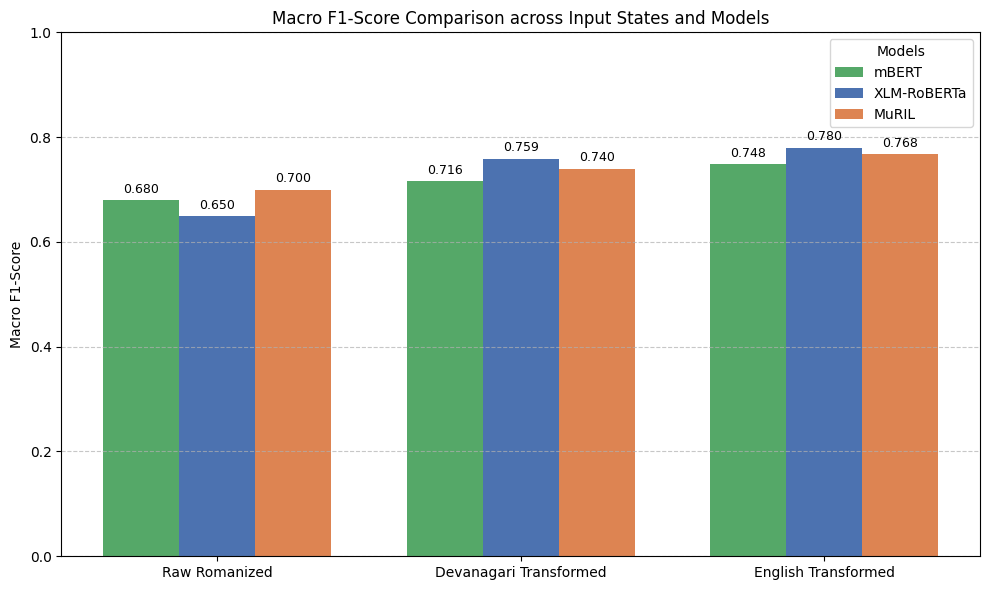 Macro F1-Score Comparison across Input States and Models
Macro F1-Score
1.0
0.8
0.6
0.4
0.2
0.0
Models
mBERT
XLM-RoBERTa
MuRIL
0.680
0.650
0.700
0.716
0.759
0.740
0.748
0.780
0.768
Raw Romanized
Devanagari Transformed
English Transformed